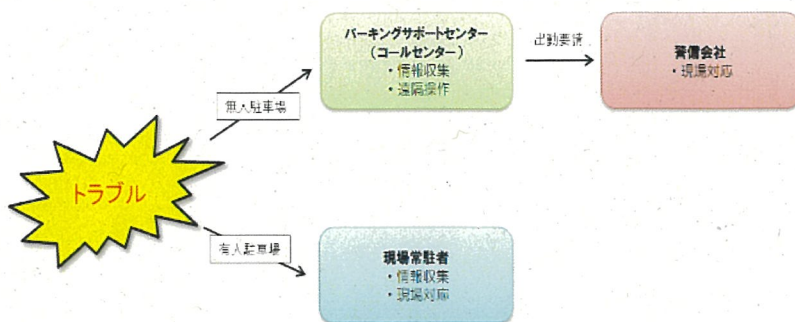 パーキングサポートセンター
(コールセンター)
・情報収集
・遠隔操作
出動要請
警備会社
・現場対応
無人駐車場
トラブル
有人駐車場
現場常駐者
・情報収集
・現場対応